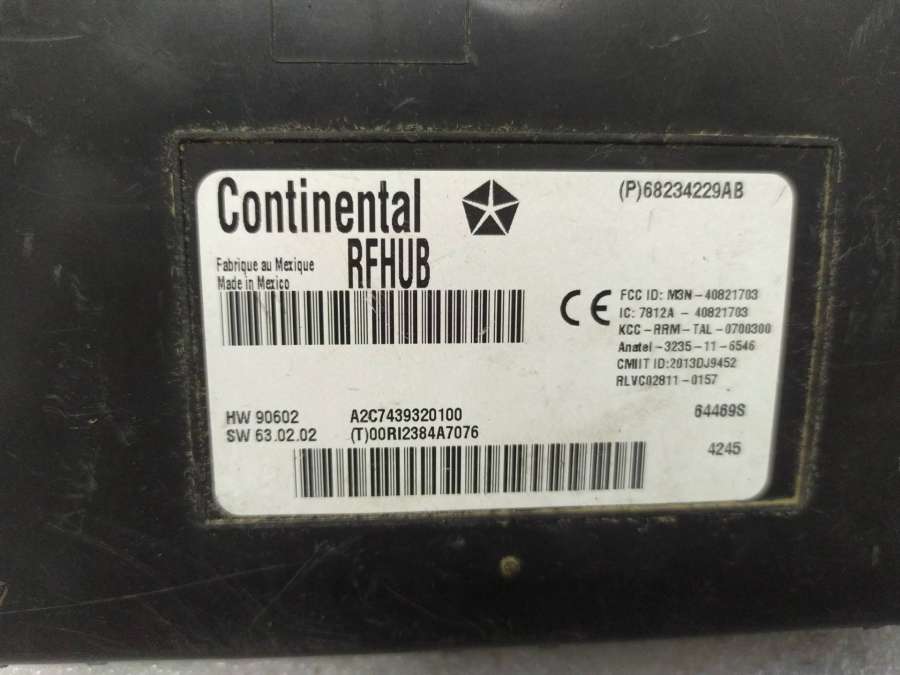 Continental
(P)68234229AB
RFHUB
Fabrique au Mexique
Made in Mexico
CE
FCC ID: M3N-40821703
IC: 7812A - 40821703
KCC-RRM-TAL-0700300
Anatel-3235-11-6546
CMIIT ID:2013DJ9452
RLVC02811-0157
HW 90602 A2C7439320100
64469S
SW 63.02.02 (T)00RI2384A7076
4245